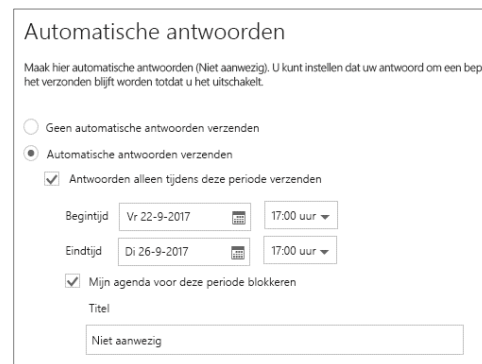 Automatische antwoorden
Maak hier automatische antwoorden (Niet aanwezig). U kunt instellen dat uw antwoord om een bep
het verzonden blijft worden totdat u het uitschakelt.
Geen automatische antwoorden verzenden
Automatische antwoorden verzenden
Antwoorden alleen tijdens deze periode verzenden
Begintijd Vr 22-9-2017 17:00 uur
Eindtijd Di 26-9-2017 17:00 uur
Mijn agenda voor deze periode blokkeren
Titel
Niet aanwezig